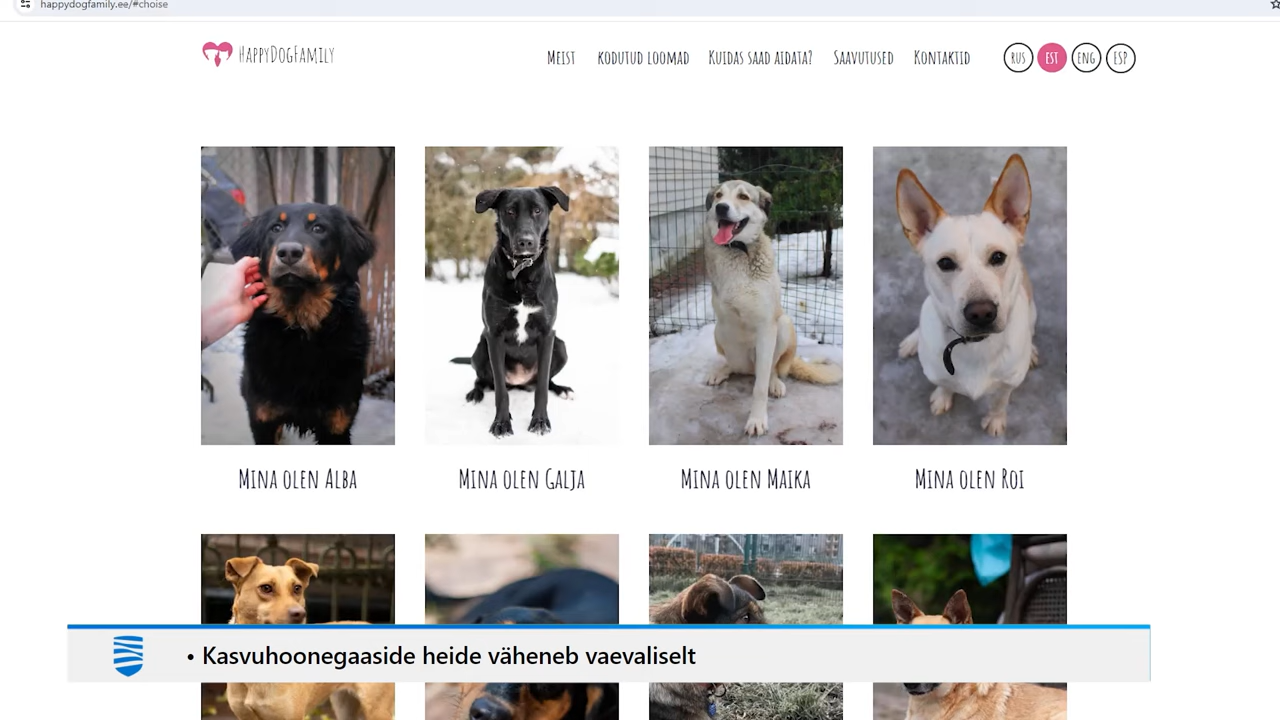 happydogfamily.ee/#choise
HappyDogFamily
Meist kodutud loomad Kuidas saad aidata? Saavutused Kontaktid RUS EST ENG ESP
Mina olen Alba
Mina olen Galja
Mina olen Maika
Mina olen Roi
• Kasvuhoonegaaside heide väheneb vaevaliselt